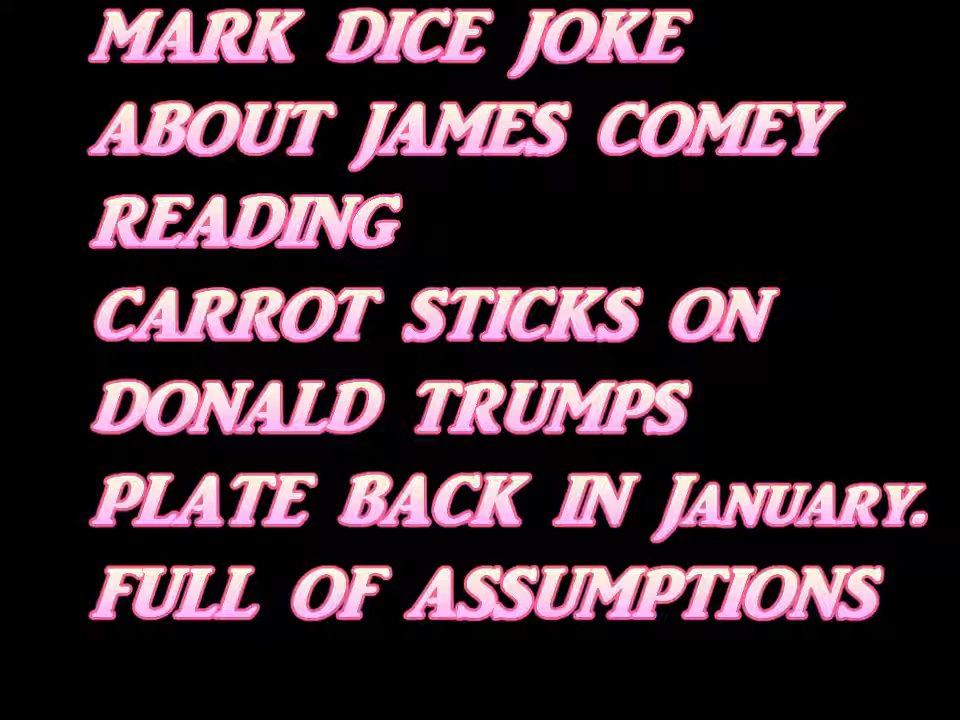 MARK DICE JOKE
ABOUT JAMES COMEY
READING
CARROT STICKS ON
DONALD TRUMPS
PLATE BACK IN JANUARY.
FULL OF ASSUMPTIONS